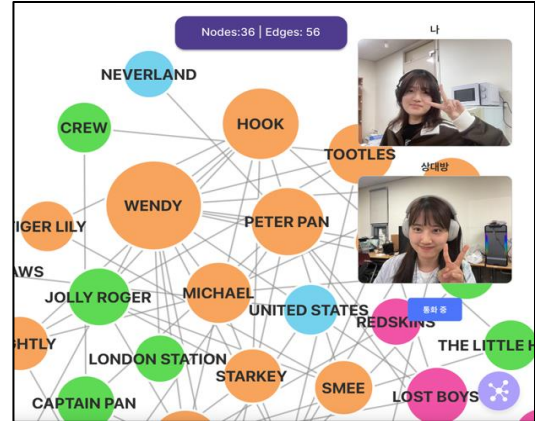 Nodes:36 | Edges: 56
나
NEVERLAND
CREW
HOOK
TOOTLES
상대방
WENDY
IGER LILY
PETER PAN
AWS
JOLLY ROGER
MICHAEL
UNITED STATES
REDSKINS
통화 중
GHTLY
LONDON STATION
THE LITTLE H
STARKEY
SMEE
CAPTAIN PAN
LOST BOYS